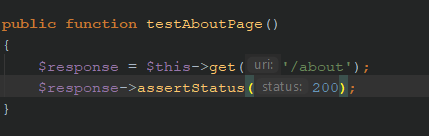 public function testAboutPage()
{
$response = $this->get( uri: '/about');
$response->assertStatus( status: 200);
}